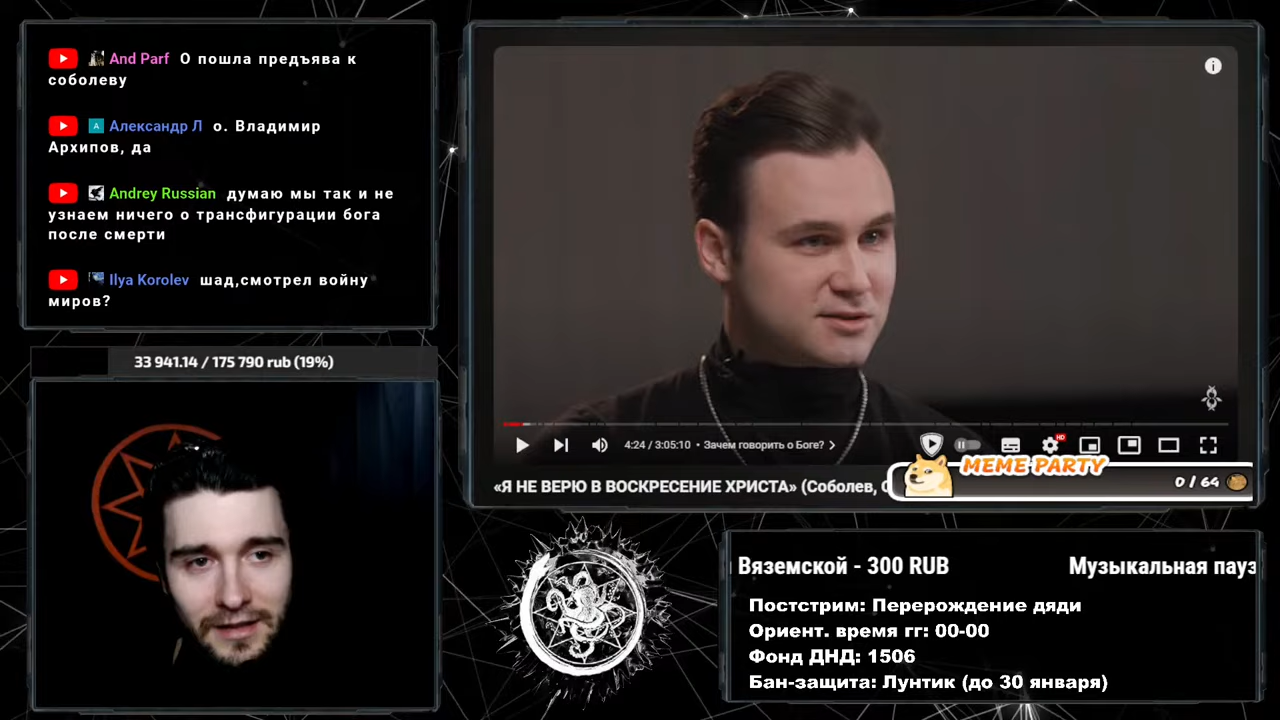 And Parf О пошла предъява к
соболеву
А Александр Л о. Владимир
Архипов, да
Andrey Russian думаю мы так и не
узнаем ничего о трансфигурации бога
после смерти
Ilya Korolev шад,смотрел войну
миров?
33 941.14 / 175 790 rub (19%)
4:24 / 3:05:10 • Зачем говорить о Боге?
HD
MEME PARTY
0 / 64
«Я НЕ ВЕРЮ В ВОСКРЕСЕНИЕ ХРИСТА» (Соболев,
Вяземской - 300 RUB Музыкальная
Постстрим: Перерождение дяди
Ориент. время гг: 00-00
Фонд ДНД: 1506
Бан-защита: Лунтик (до 30 января)